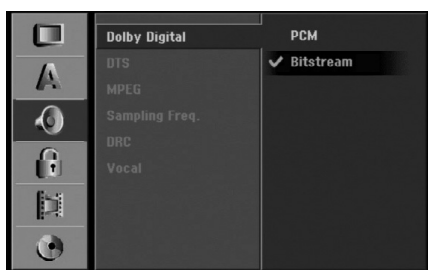 Dolby Digital
DTS
MPEG
Sampling Freq.
DRC
Vocal
PCM
✔ Bitstream